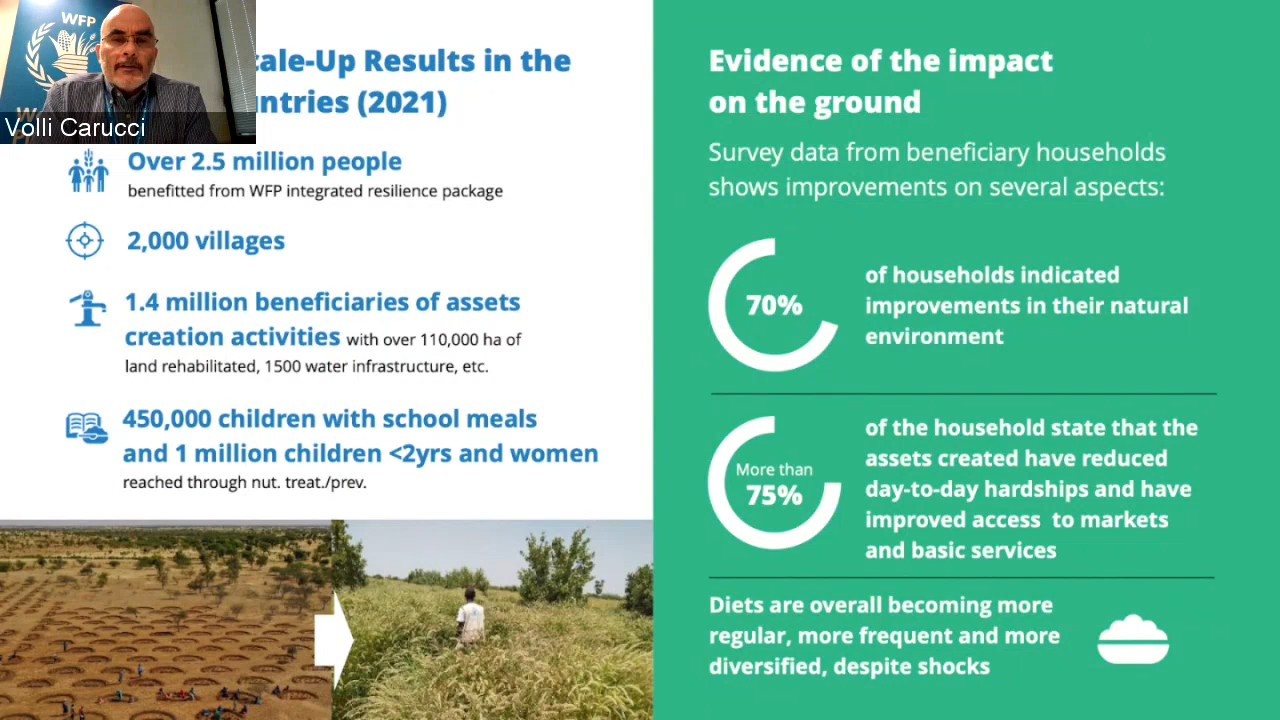 WFP
Volli Carucci
cale-Up Results in the
ntries (2021)
Over 2.5 million people
benefitted from WFP integrated resilience package
2,000 villages
1.4 million beneficiaries of assets
creation activities with over 110,000 ha of
land rehabilitated, 1500 water infrastructure, etc.
450,000 children with school meals
and 1 million children <2yrs and women
reached through nut. treat./prev.
Evidence of the impact
on the ground
Survey data from beneficiary households
shows improvements on several aspects:
70%
of households indicated
improvements in their natural
environment
More than
75%
of the household state that the
assets created have reduced
day-to-day hardships and have
improved access to markets
and basic services
Diets are overall becoming more
regular, more frequent and more
diversified, despite shocks